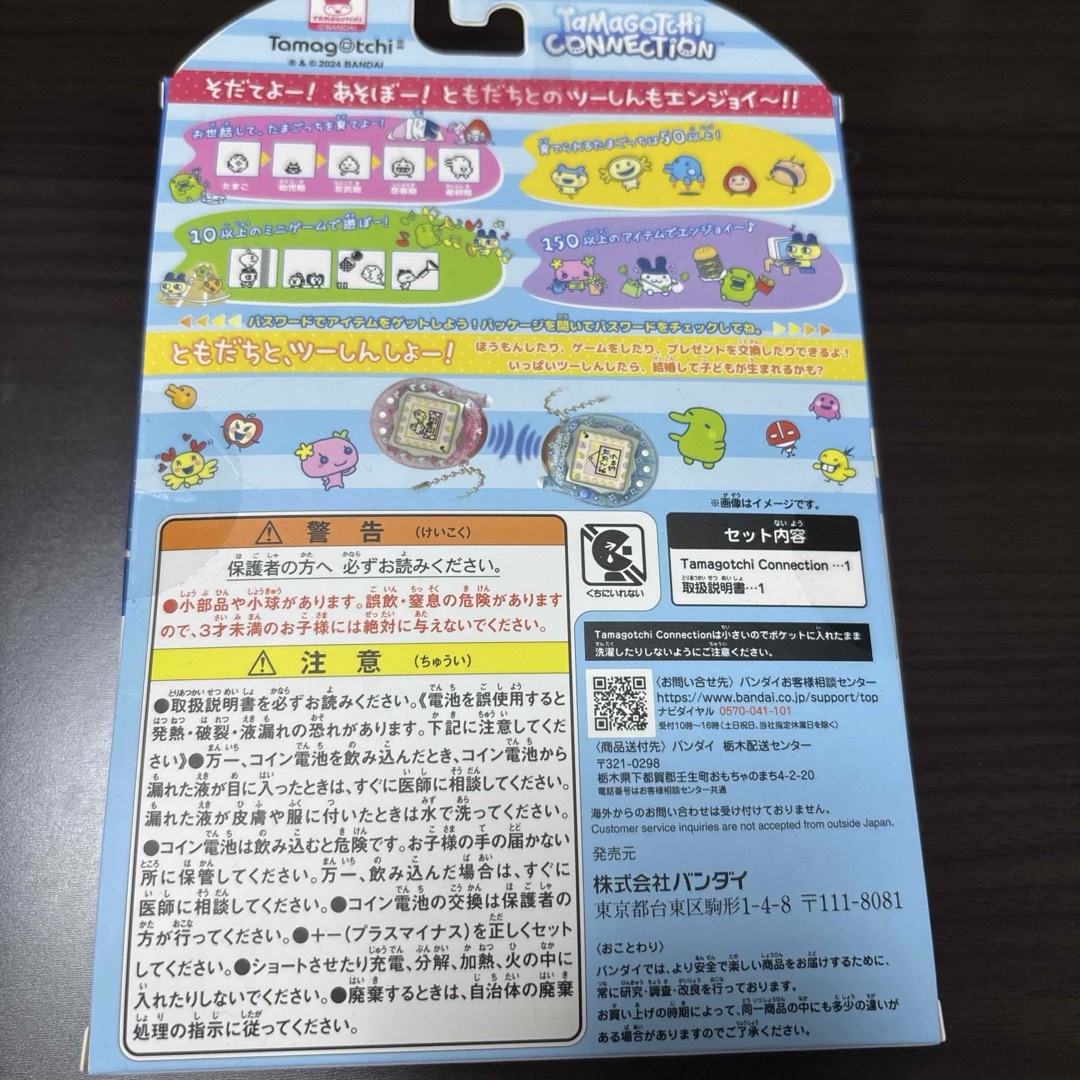 ©BANDAI
Tamagotchi
® & © 2024 BANDAI
TAMAGOTCHI
CONNECTION
そだてよー! あそぼー! ともだちとのツーしんもエンジョイ〜!!
お世話して、たまごっちを育てよー!
たまご
幼児期
反抗期
思春期
育てられるたまごっちは50以上!
10以上のミニゲームで遊ぼー!
150以上のアイテムでエンジョイ〜♪
パスワードでアイテムをゲットしよう!パッケージを開いてパスワードをチェックしてね。
ともだちと、ツーしんしよー!
ほうもんしたり、ゲームをしたり、プレゼントを交換したりできるよ!
いっぱいツーしんしたら、結婚して子どもが生まれるかも?
※画像はイメージです。
警告 (けいこく)
保護者の方へ 必ずお読みください。
●小部品や小球があります。誤飲・窒息の危険があります
ので、3才未満のお子様には絶対に与えないでください。
注意 (ちゅうい)
●取扱説明書を必ずお読みください。《電池を誤使用すると
発熱・破裂・液漏れの恐れがあります。下記に注意してくだ
さい》●万一、コイン電池を飲み込んだとき、コイン電池から
漏れた液が目に入ったときは、すぐに医師に相談してください。
漏れた液が皮膚や服に付いたときは水で洗ってください。
●コイン電池は飲み込むと危険です。お子様の手の届かない
所に保管してください。万一、飲み込んだ場合は、すぐに
医師に相談してください。●コイン電池の交換は保護者の
方が行ってください。●+−(プラスマイナス)を正しくセット
してください。●ショートさせたり充電、分解、加熱、火の中に
入れたりしないでください。●廃棄するときは、自治体の廃棄
処理の指示に従ってください。
くちにいれない
セット内容
Tamagotchi Connection …1
取扱説明書…1
Tamagotchi Connectionは小さいのでポケットに入れたまま
洗濯したりしないようにご注意ください。
〈お問い合せ先〉バンダイお客様相談センター
https://www.bandai.co.jp/support/top
ナビダイヤル 0570-041-101
受付10時〜16時(土日祝日、当社指定休業日を除く)
〈商品送付先〉バンダイ 栃木配送センター
〒321-0298
栃木県下都賀郡壬生町おもちゃのまち4-2-20
電話番号はお客様相談センター共通
海外からのお問い合わせは受け付けておりません。
Customer service inquiries are not accepted from outside Japan.
発売元
株式会社バンダイ
東京都台東区駒形1-4-8 〒111-8081
〈おことわり〉
バンダイでは、より安全で楽しい商品をお届けするために、
常に研究・調査・改良を行っております。
お買い上げの時期によって、同一商品の中にも多少の違いが
ある場合がありますのでご了承ください。